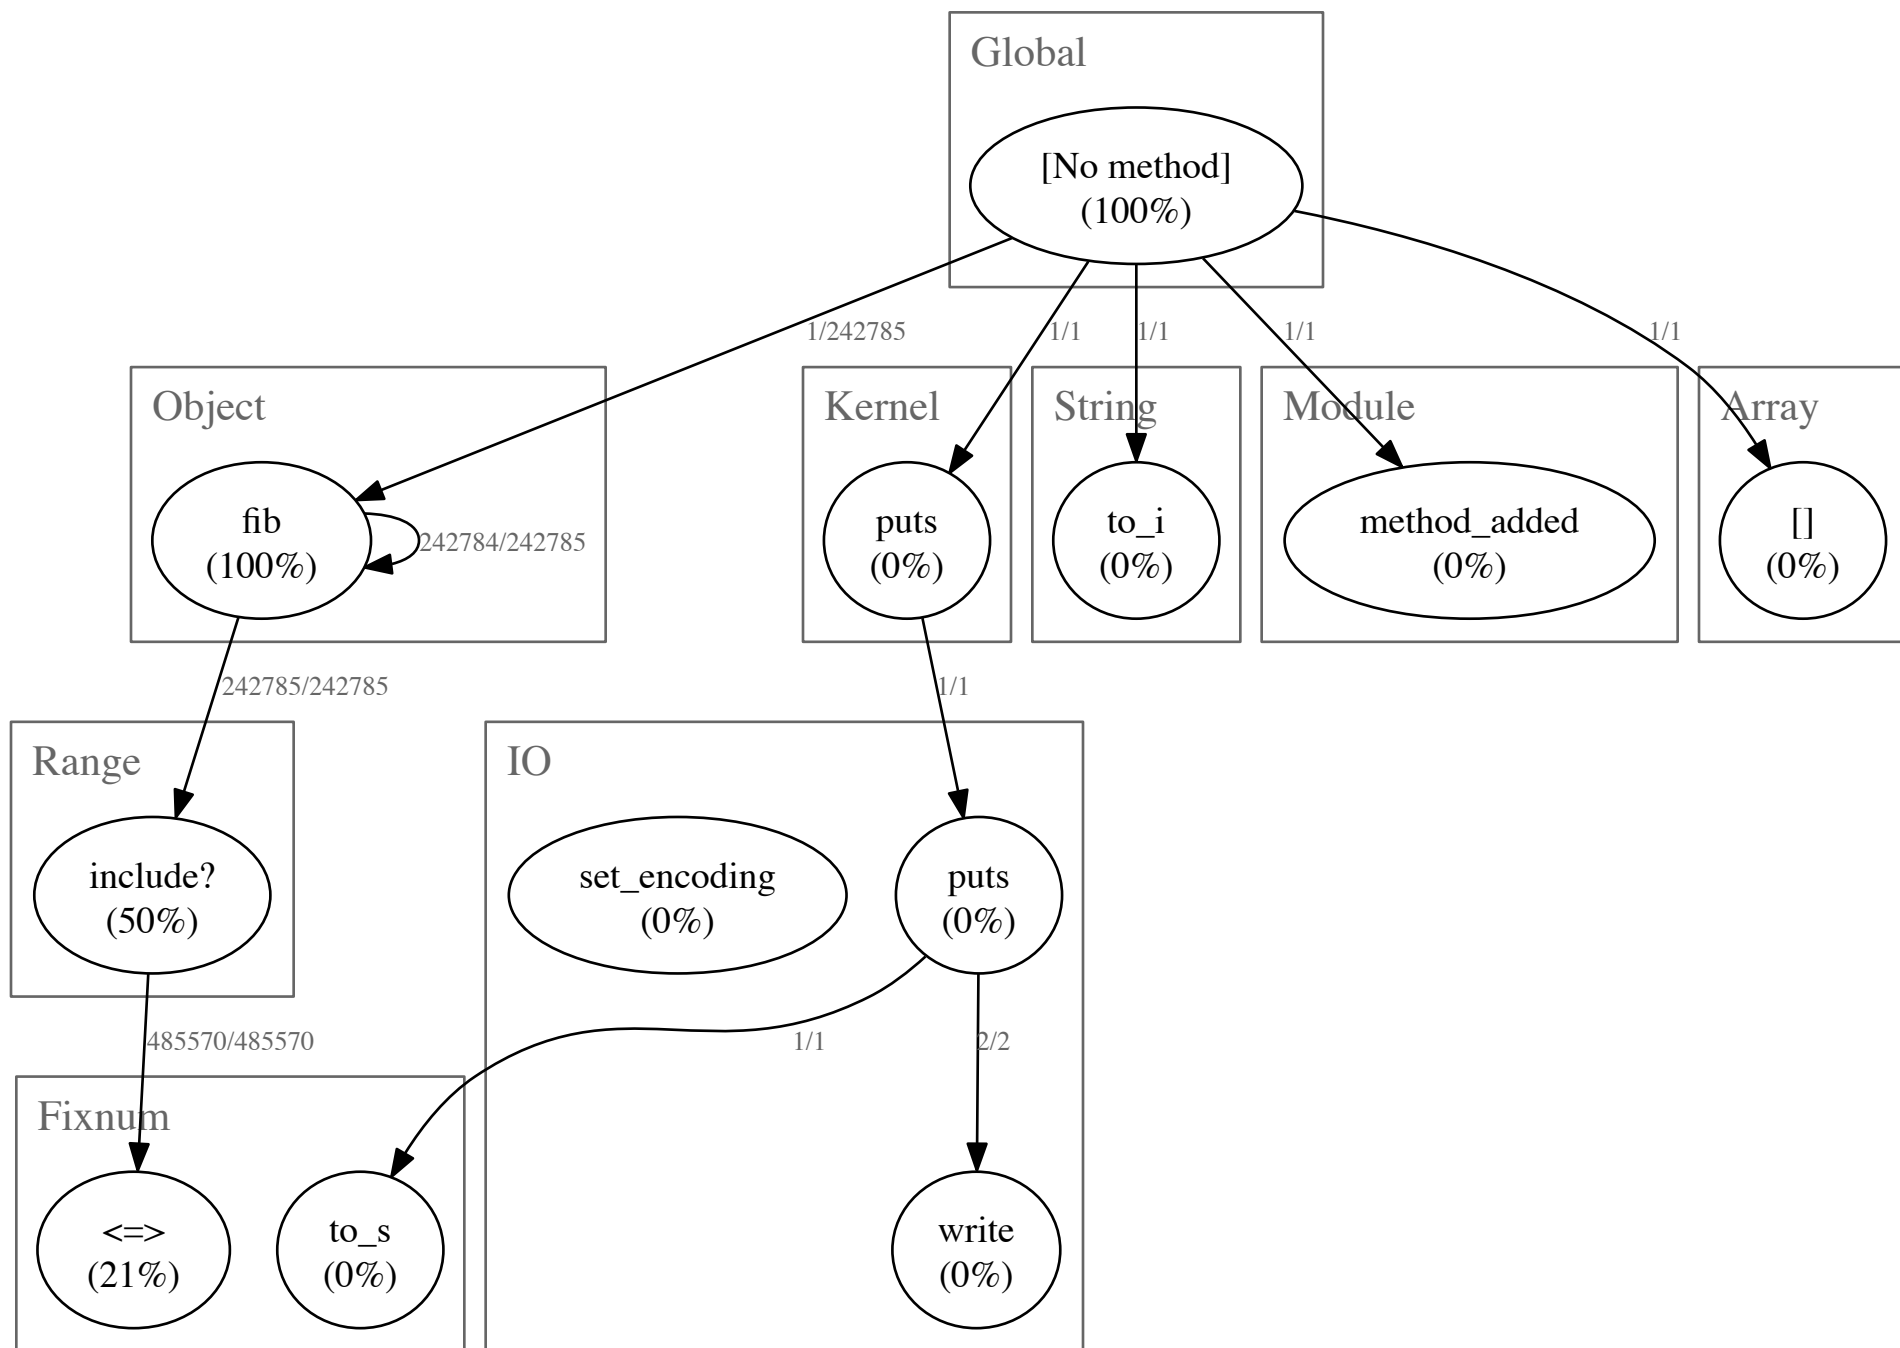 Global
[No method]
(100%)
1/242785
1/1
1/1
1/1
1/1
Object
Kernel
String
Module
Array
fib
(100%)
242784/242785
puts
(0%)
to_i
(0%)
method_added
(0%)
[]
(0%)
242785/242785
1/1
Range
IO
include?
(50%)
set_encoding
(0%)
puts
(0%)
485570/485570
1/1
2/2
Fixnum
<=>
(21%)
to_s
(0%)
write
(0%)